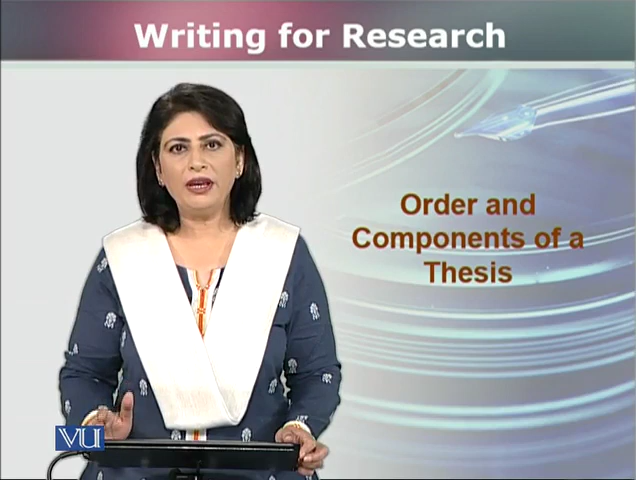 Writing for Research
Order and
Components of a
Thesis
VU